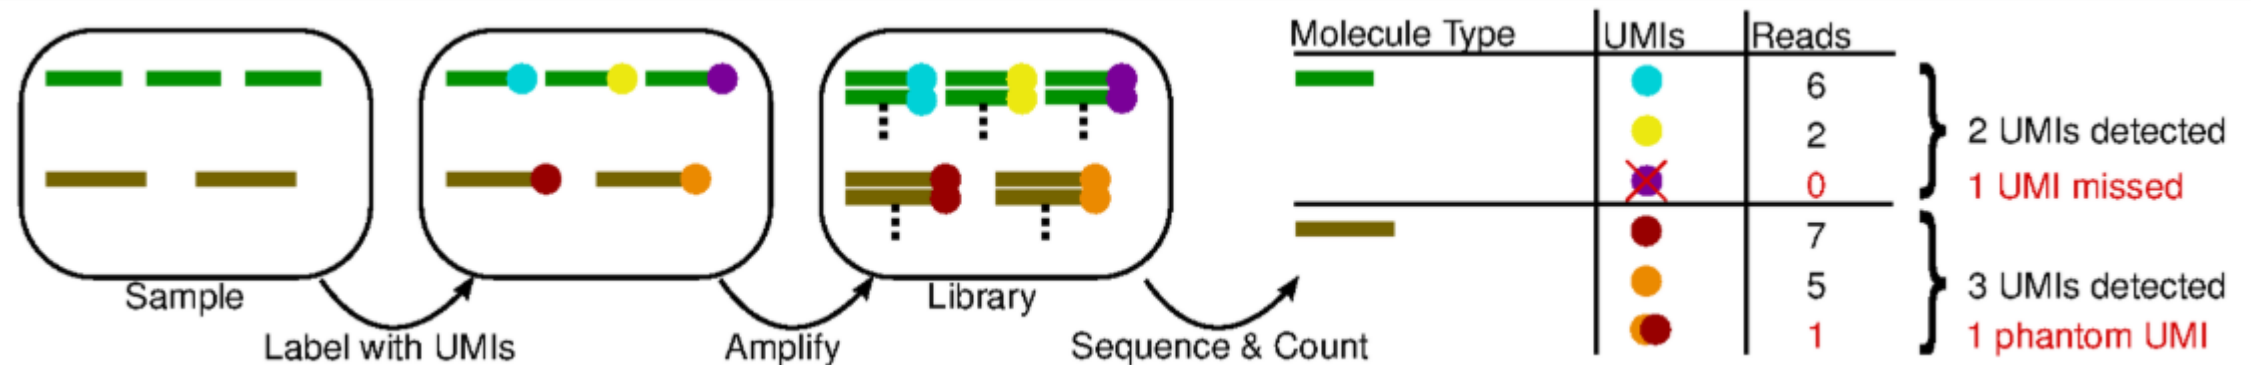 Molecule Type UMIs Reads
6
2
2 UMIs detected
0
1 UMI missed
7
5
3 UMIs detected
1
1 phantom UMI
Sample
Library
Label with UMIs
Amplify
Sequence & Count